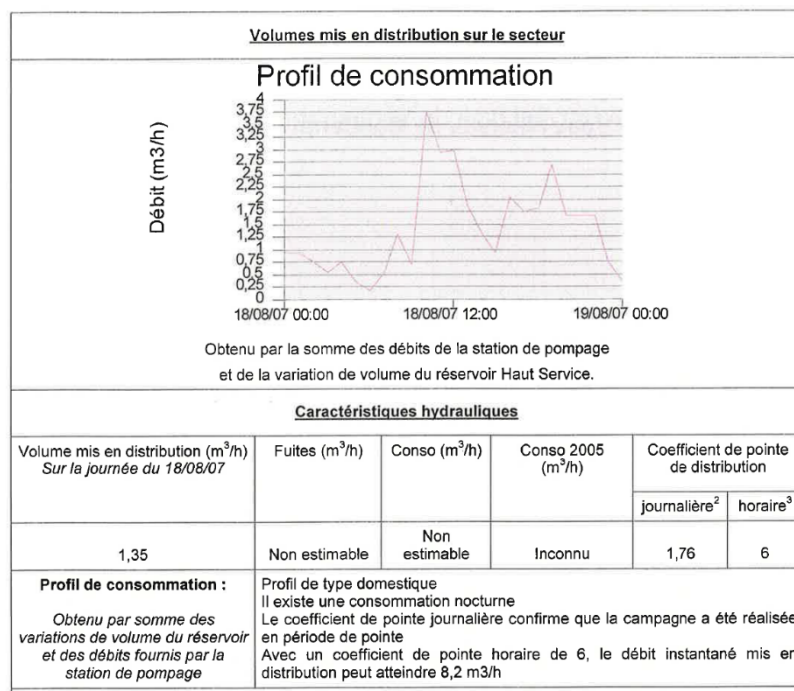 Volumes mis en distribution sur le secteur
Profil de consommation
Débit (m3/h)
4
3,75
3,5
3,25
3
2,75
2,5
2,25
2
1,75
1,5
1,25
1
0,75
0,5
0,25
0
18/08/07 00:00
18/08/07 12:00
19/08/07 00:00
Obtenu par la somme des débits de la station de pompage
et de la variation de volume du réservoir Haut Service.
Caractéristiques hydrauliques
Volume mis en distribution (m³/h)
Sur la journée du 18/08/07
Fuites (m³/h)
Conso (m³/h)
Conso 2005
(m³/h)
Coefficient de pointe
de distribution
journalière²
horaire³
1,35
Non estimable
Non
estimable
Inconnu
1,76
6
Profil de consommation :
Obtenu par somme des
variations de volume du réservoir
et des débits fournis par la
station de pompage
Profil de type domestique
Il existe une consommation nocturne
Le coefficient de pointe journalière confirme que la campagne a été réalisée
en période de pointe
Avec un coefficient de pointe horaire de 6, le débit instantané mis en
distribution peut atteindre 8,2 m3/h